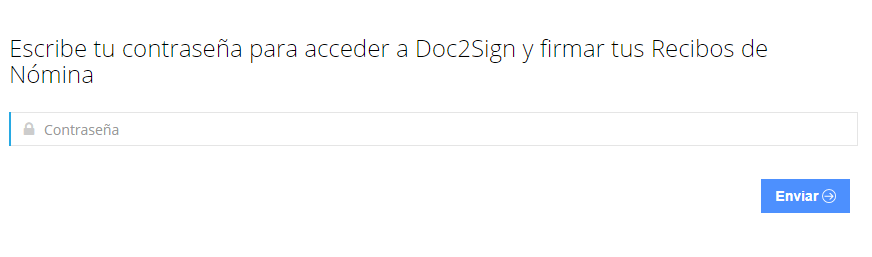 Escribe tu contraseña para acceder a Doc2Sign y firmar tus Recibos de
Nómina
Contraseña
Enviar